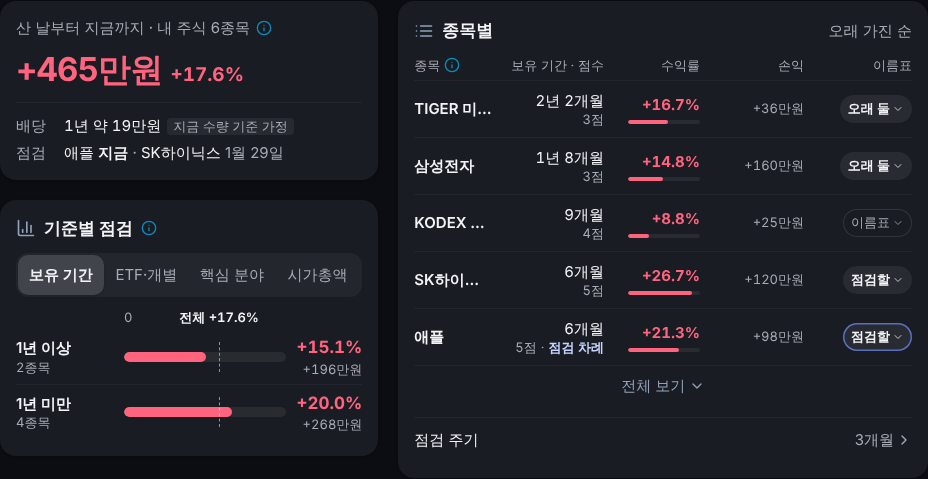 산 날부터 지금까지 · 내 주식 6종목
+465만원 +17.6%
배당 1년 약 19만원 지금 수량 기준 가정
점검 애플 지금 · SK하이닉스 1월 29일
기준별 점검
보유 기간 ETF·개별 핵심 분야 시가총액
0 전체 +17.6%
1년 이상 +15.1%
2종목 +196만원
1년 미만 +20.0%
4종목 +268만원
종목별 오래 가진 순
종목 보유 기간 · 점수 수익률 손익 이름표
TIGER 미... 2년 2개월 +16.7% +36만원 오래 둘
3점
삼성전자 1년 8개월 +14.8% +160만원 오래 둘
3점
KODEX ... 9개월 +8.8% +25만원 이름표
4점
SK하이... 6개월 +26.7% +120만원 점검할
5점
애플 6개월 +21.3% +98만원 점검할
5점 · 점검 차례
전체 보기
점검 주기 3개월